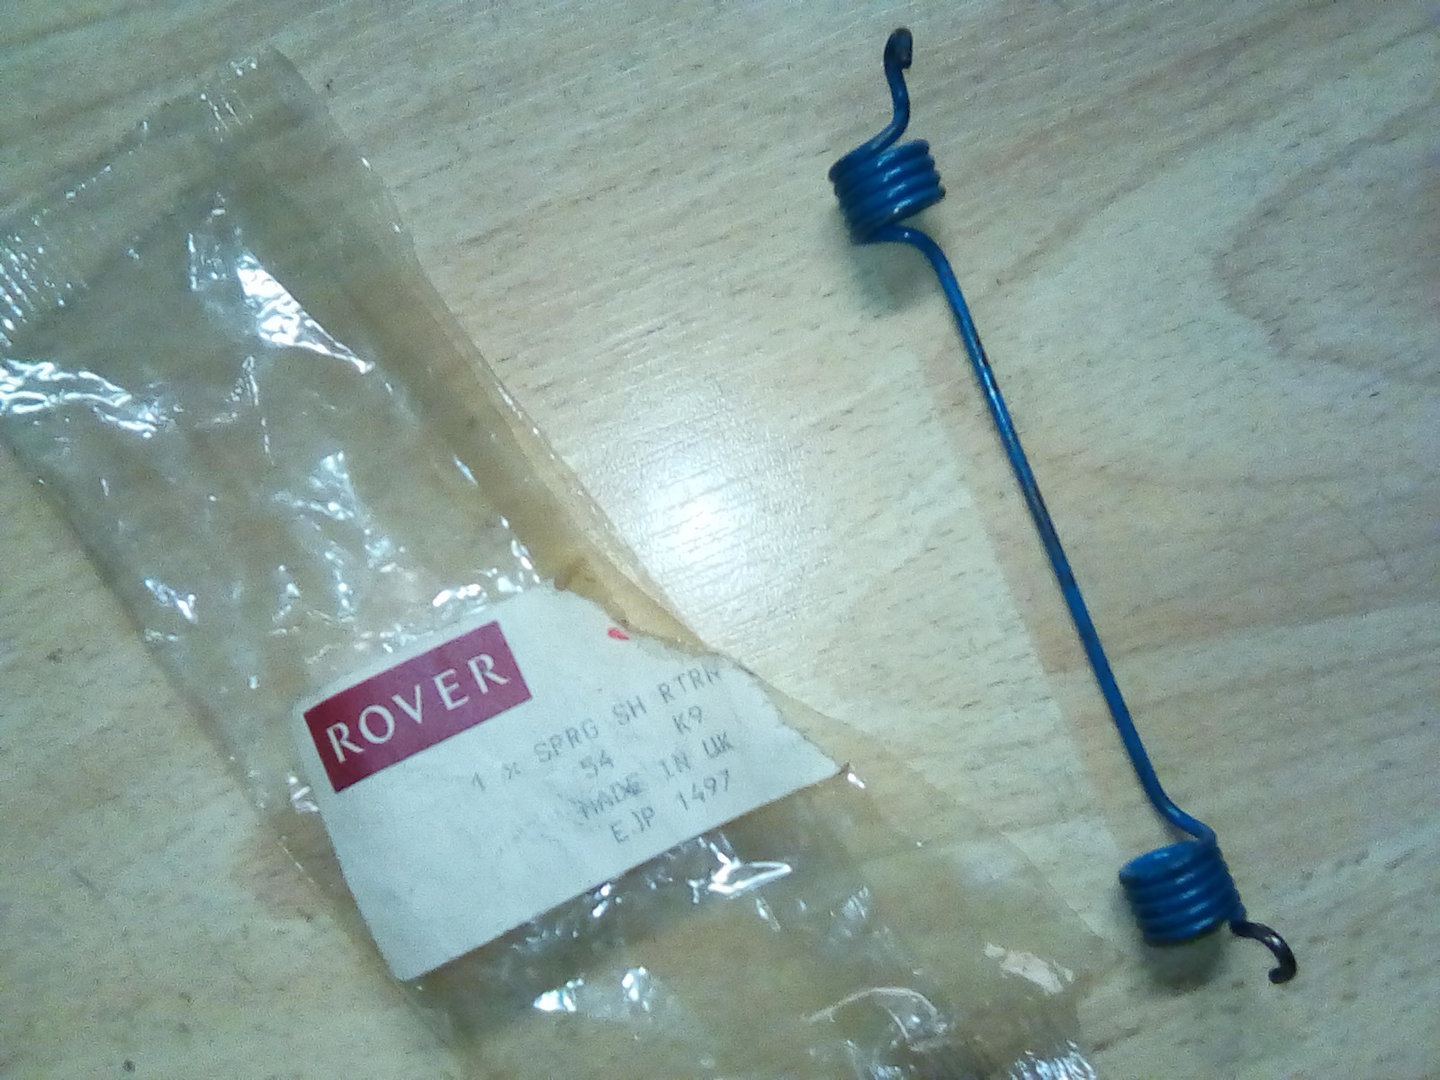 ROVER
1 x SPRG SH RTRN
54 K9
MADE IN UK
EJP 1497